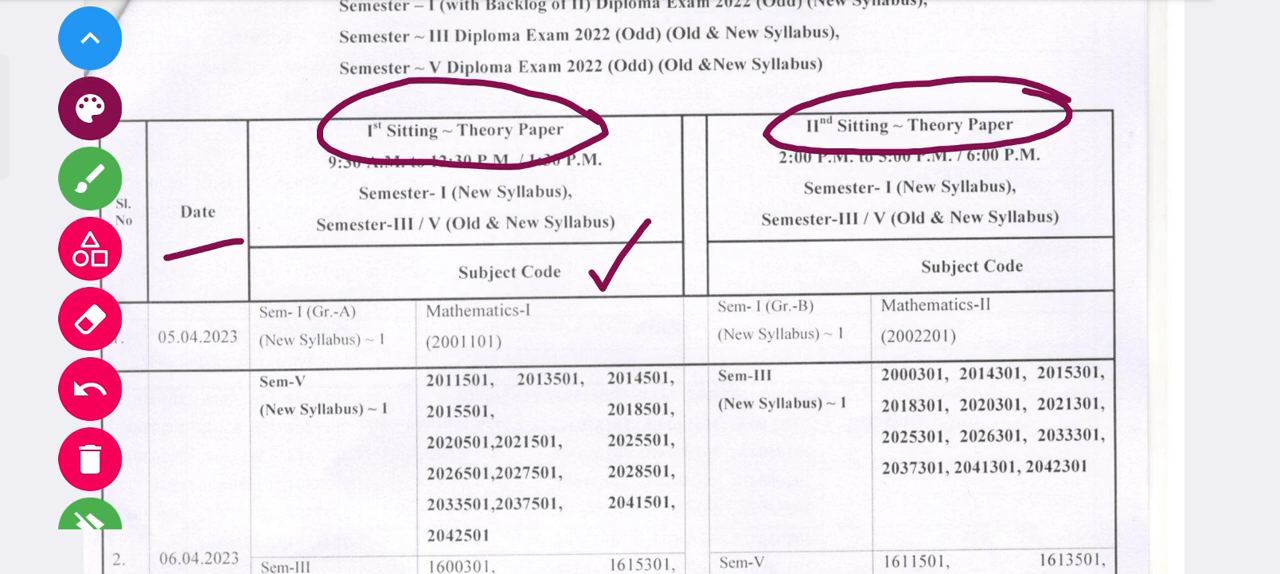 Semester – I (with Backlog of II) Diploma Exam 2022 (Odd) (New Syllabus),
Semester ~ III Diploma Exam 2022 (Odd) (Old & New Syllabus),
Semester ~ V Diploma Exam 2022 (Odd) (Old &New Syllabus)
Sl.
No
Date
Ist Sitting ~ Theory Paper
9:30 A.M. to 12:30 P.M. / 1:30 P.M.
Semester- I (New Syllabus),
Semester-III / V (Old & New Syllabus)
Subject Code
IInd Sitting ~ Theory Paper
2:00 P.M. to 5:00 P.M. / 6:00 P.M.
Semester- I (New Syllabus),
Semester-III / V (Old & New Syllabus)
Subject Code
05.04.2023
Sem- I (Gr.-A)
(New Syllabus) ~ 1
Mathematics-I
(2001101)
Sem- I (Gr.-B)
(New Syllabus) ~ 1
Mathematics-II
(2002201)
Sem-V
(New Syllabus) ~ 1
2011501, 2013501, 2014501,
2015501, 2018501,
2020501,2021501, 2025501,
2026501,2027501, 2028501,
2033501,2037501, 2041501,
2042501
Sem-III
(New Syllabus) ~ 1
2000301, 2014301, 2015301,
2018301, 2020301, 2021301,
2025301, 2026301, 2033301,
2037301, 2041301, 2042301
2.
06.04.2023
Sem-III
1600301, 1615301,
Sem-V
1611501, 1613501,